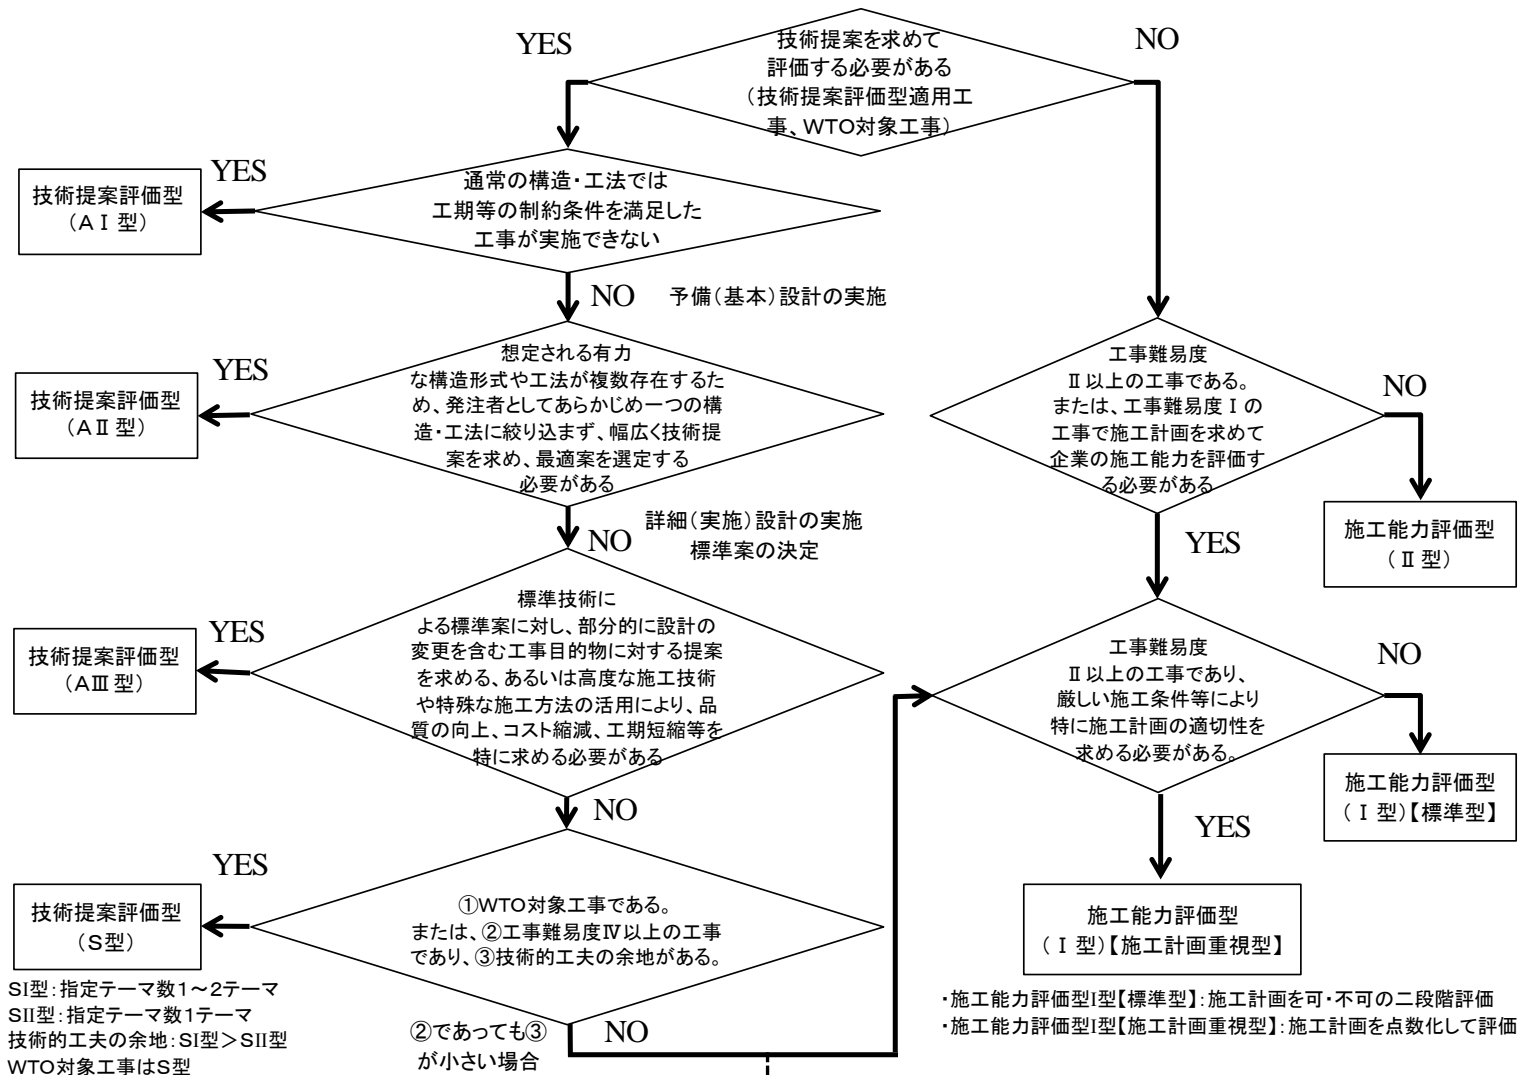 YES
技術提案を求めて
評価する必要がある
（技術提案評価型適用工
事、WTO対象工事）
NO
YES
技術提案評価型
（AⅠ型）
通常の構造・工法では
工期等の制約条件を満足した
工事が実施できない
NO
予備（基本）設計の実施
YES
技術提案評価型
（AⅡ型）
想定される有力
な構造形式や工法が複数存在するた
め、発注者としてあらかじめ一つの構
造・工法に絞り込まず、幅広く技術提
案を求め、最適案を選定する
必要がある
工事難易度
Ⅱ以上の工事である。
または、工事難易度Ⅰの
工事で施工計画を求めて
企業の施工能力を評価す
る必要がある
NO
施工能力評価型
（Ⅱ型）
NO
詳細（実施）設計の実施
標準案の決定
YES
YES
技術提案評価型
（AⅢ型）
標準技術に
よる標準案に対し、部分的に設計の
変更を含む工事目的物に対する提案
を求める、あるいは高度な施工技術
や特殊な施工方法の活用により、品
質の向上、コスト縮減、工期短縮等を
特に求める必要がある
工事難易度
Ⅱ以上の工事であり、
厳しい施工条件等により
特に施工計画の適切性を
求める必要がある。
NO
施工能力評価型
（Ⅰ型）【標準型】
NO
YES
YES
技術提案評価型
（S型）
①WTO対象工事である。
または、②工事難易度Ⅳ以上の工事
であり、③技術的工夫の余地がある。
施工能力評価型
（Ⅰ型）【施工計画重視型】
SI型：指定テーマ数1～2テーマ
SII型：指定テーマ数1テーマ
技術的工夫の余地：SI型＞SII型
WTO対象工事はS型
②であっても③
が小さい場合
NO
・施工能力評価型I型【標準型】：施工計画を可・不可の二段階評価
・施工能力評価型I型【施工計画重視型】：施工計画を点数化して評価